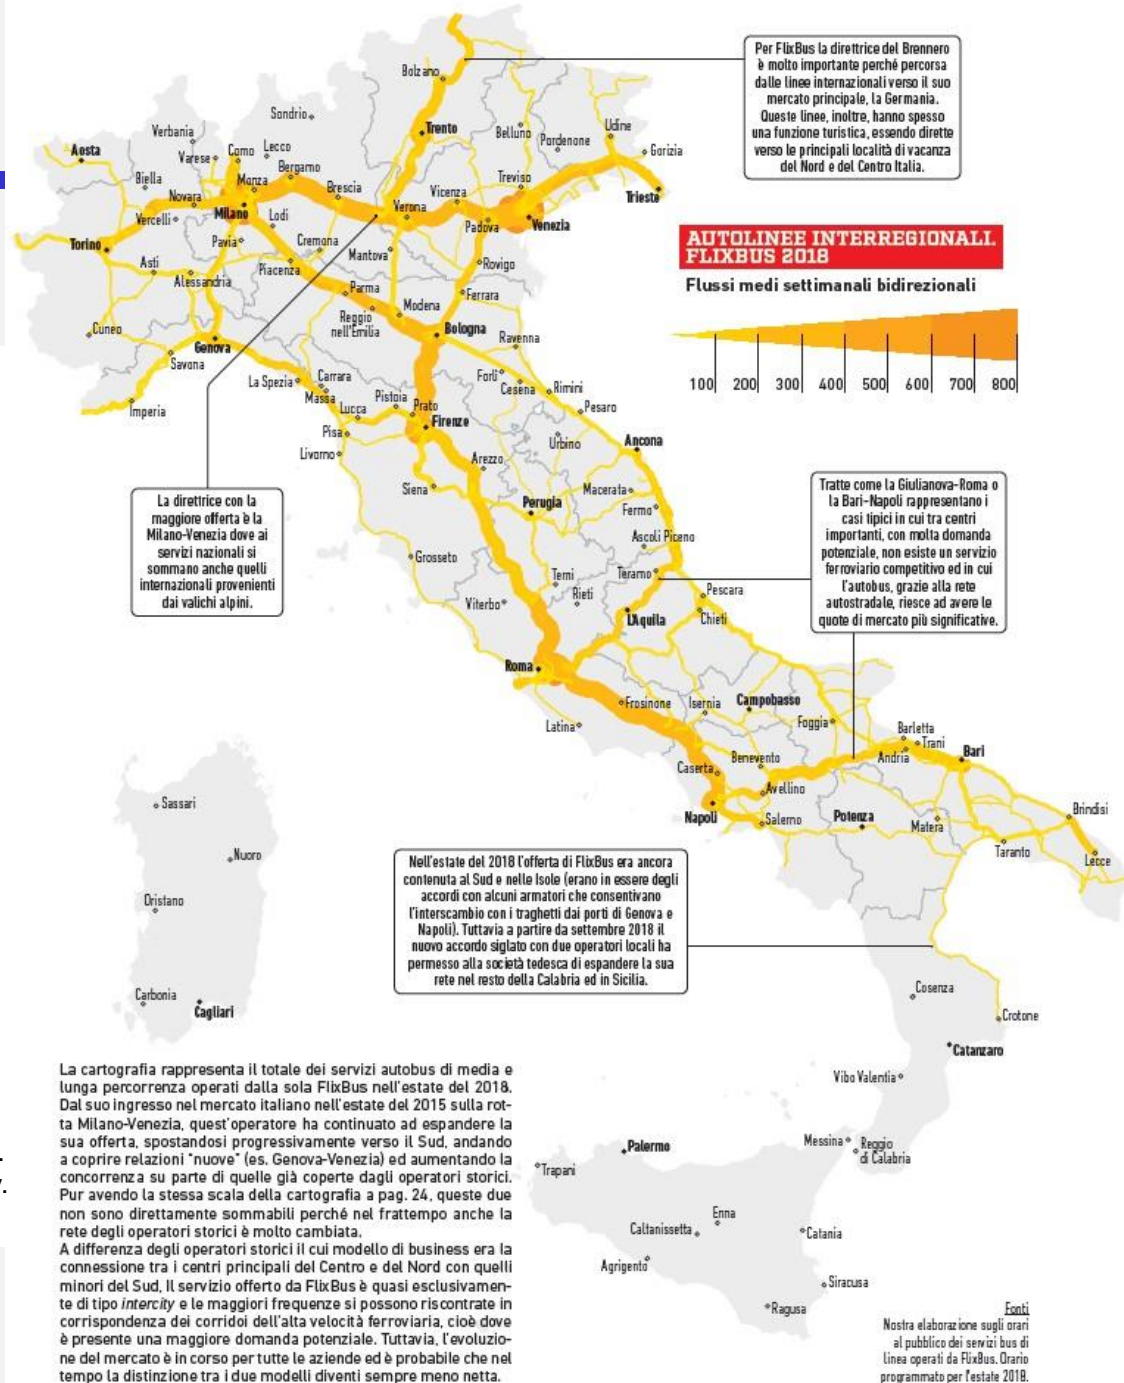 Per FlixBus la direttrice del Brennero
è molto importante perché percorsa
dalle linee internazionali verso il suo
mercato principale, la Germania.
Queste linee, inoltre, hanno spesso
una funzione turistica, essendo dirette
verso le principali località di vacanza
del Nord e del Centro Italia.
Bolzano
Sondrio
Trento
Belluno
Pordenone
Udine
Gorizia
Verbania
Aosta
Varese
Como
Lecco
Bergamo
Biella
Monza
Brescia
Vicenza
Treviso
Trieste
Novara
Milano
Lodi
Verona
Vercelli
Padova
Venezia
Torino
Pavia
Cremona
Mantova
Asti
Piacenza
Rovigo
Alessandria
Parma
Ferrara
Modena
Reggio
nell'Emilia
Bologna
Cuneo
Genova
Ravenna
Savona
La Spezia
Carrara
Massa
Forlì
Cesena
Rimini
Imperia
Pistoia
Prato
Lucca
Pesaro
Firenze
Pisa
Urbino
Ancona
Livorno
Arezzo
Siena
Macerata
Perugia
Fermo
Ascoli Piceno
Grosseto
Terni
Teramo
Rieti
Pescara
Viterbo
L'Aquila
Chieti
Roma
Frosinone
Isernia
Campobasso
Latina
Foggia
Barletta
Trani
Bari
Andria
Benevento
Caserta
Avellino
Napoli
Salerno
Potenza
Matera
Brindisi
Taranto
Lecce
Sassari
Nuoro
Oristano
Carbonia
Cagliari
Cosenza
Crotone
Catanzaro
Vibo Valentia
Messina
Reggio
di Calabria
Palermo
Trapani
Enna
Caltanissetta
Catania
Agrigento
Siracusa
Ragusa
AUTOLINEE INTERREGIONALI.
FLIXBUS 2018
Flussi medi settimanali bidirezionali
100 200 300 400 500 600 700 800
La direttrice con la
maggiore offerta è la
Milano-Venezia dove ai
servizi nazionali si
sommano anche quelli
internazionali provenienti
dai valichi alpini.
Tratte come la Giulianova-Roma o
la Bari-Napoli rappresentano i
casi tipici in cui tra centri
importanti, con molta domanda
potenziale, non esiste un servizio
ferroviario competitivo ed in cui
l'autobus, grazie alla rete
autostradale, riesce ad avere le
quote di mercato più significative.
Nell'estate del 2018 l'offerta di FlixBus era ancora
contenuta al Sud e nelle Isole (erano in essere degli
accordi con alcuni armatori che consentivano
l'interscambio con i traghetti dai porti di Genova e
Napoli). Tuttavia a partire da settembre 2018 il
nuovo accordo siglato con due operatori locali ha
permesso alla società tedesca di espandere la sua
rete nel resto della Calabria ed in Sicilia.
La cartografia rappresenta il totale dei servizi autobus di media e
lunga percorrenza operati dalla sola FlixBus nell'estate del 2018.
Dal suo ingresso nel mercato italiano nell'estate del 2015 sulla rot-
ta Milano-Venezia, quest'operatore ha continuato ad espandere la
sua offerta, spostandosi progressivamente verso il Sud, andando
a coprire relazioni "nuove" (es. Genova-Venezia) ed aumentando la
concorrenza su parte di quelle già coperte dagli operatori storici.
Pur avendo la stessa scala della cartografia a pag. 24, queste due
non sono direttamente sommabili perché nel frattempo anche la
rete degli operatori storici è molto cambiata.
A differenza degli operatori storici il cui modello di business era la
connessione tra i centri principali del Centro e del Nord con quelli
minori del Sud, Il servizio offerto da FlixBus è quasi esclusivamen-
te di tipo intercity e le maggiori frequenze si possono riscontrare in
corrispondenza dei corridoi dell'alta velocità ferroviaria, cioè dove
è presente una maggiore domanda potenziale. Tuttavia, l'evoluzio-
ne del mercato è in corso per tutte le aziende ed è probabile che nel
tempo la distinzione tra i due modelli diventi sempre meno netta.
Fonti
Nostra elaborazione sugli orari
al pubblico dei servizi bus di
linea operati da FlixBus. Orario
programmato per l'estate 2018.